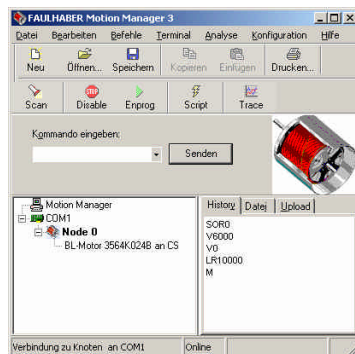 FAULHABER Motion Manager 3
Datei Bearbeiten Befehle Terminal Analyse Konfiguration Hilfe
Neu Öffnen... Speichern Kopieren Einfügen Drucken...
Scan Disable Enprog Script Trace
Kommando eingeben:
Senden
Motion Manager
COM1
Node 0
BL-Motor 3564K024B an CS
History Datei Upload
SOR0
V6000
V0
LR10000
M
Verbindung zu Knoten an COM1 Online